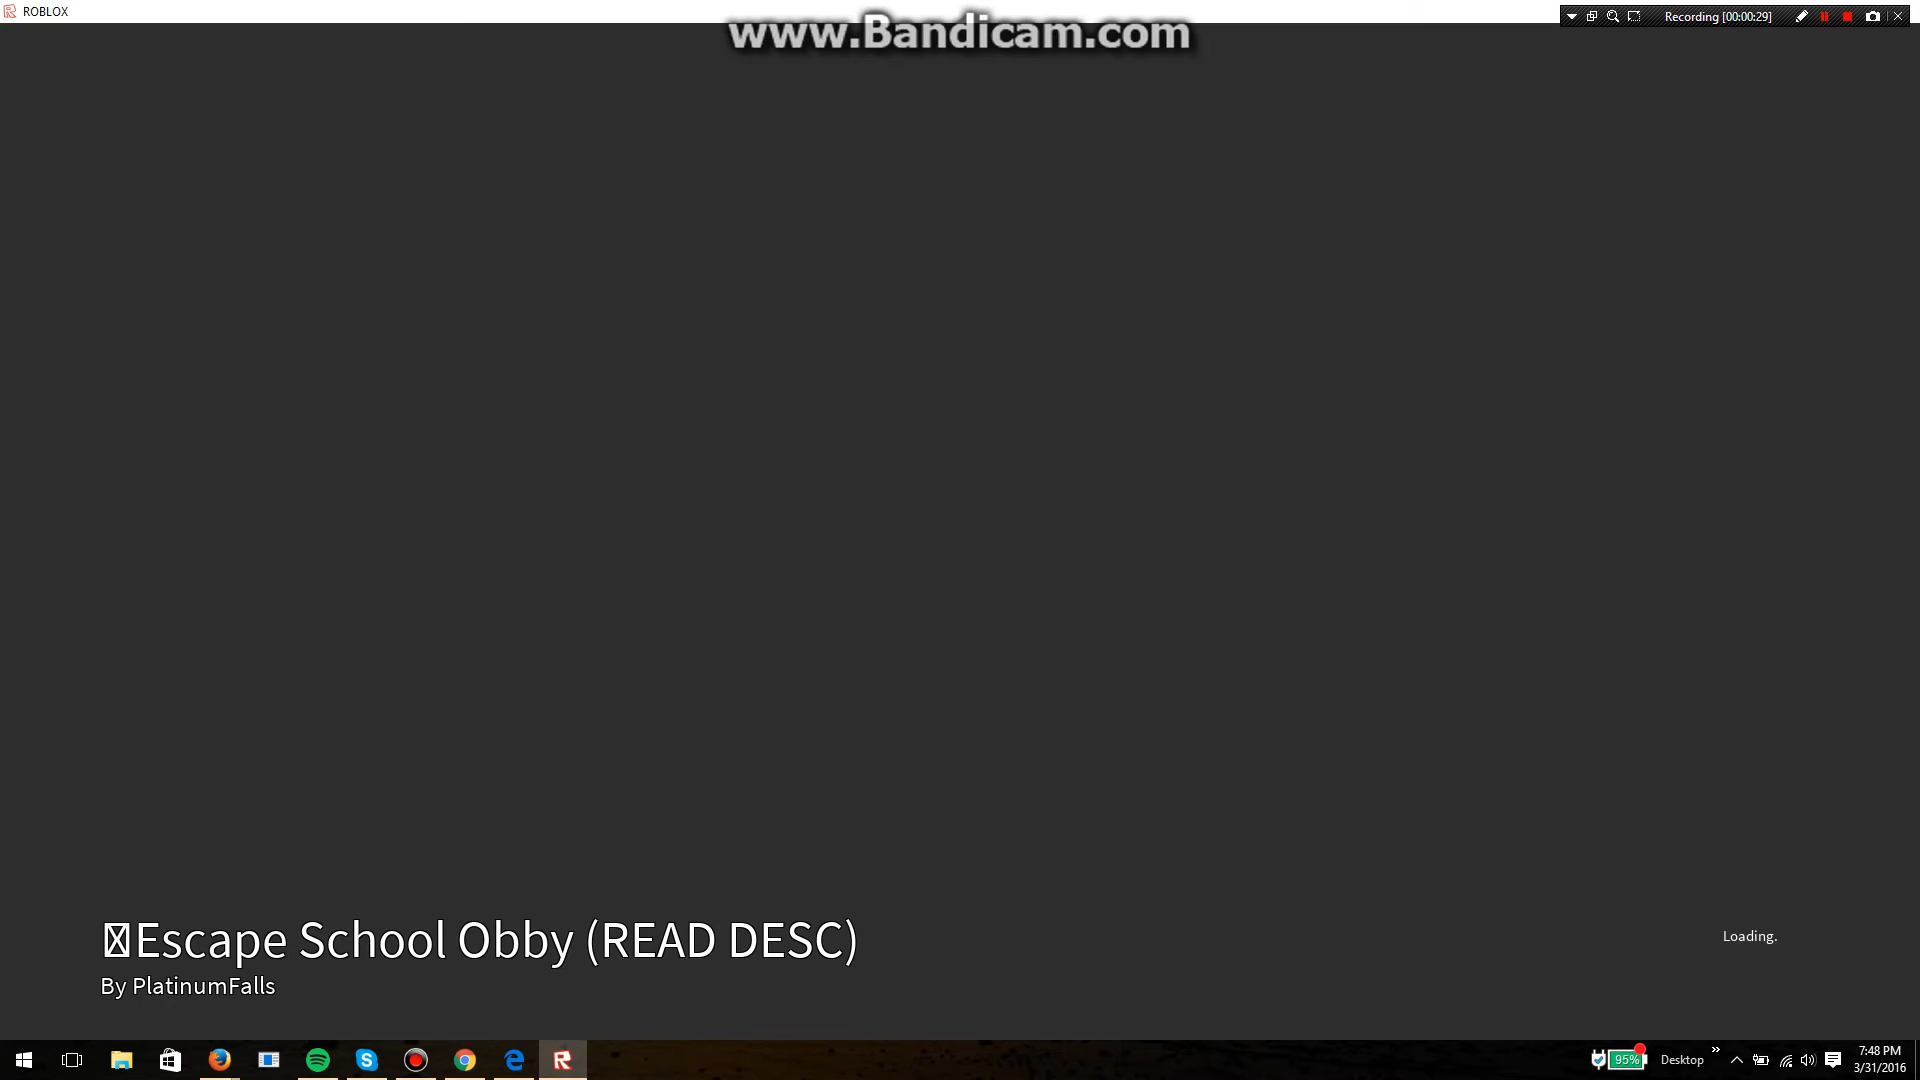 ROBLOX
www.Bandicam.com
Recording [00:00:29]
Escape School Obby (READ DESC)
By PlatinumFalls
Loading.
95%
Desktop
7:48 PM
3/31/2016